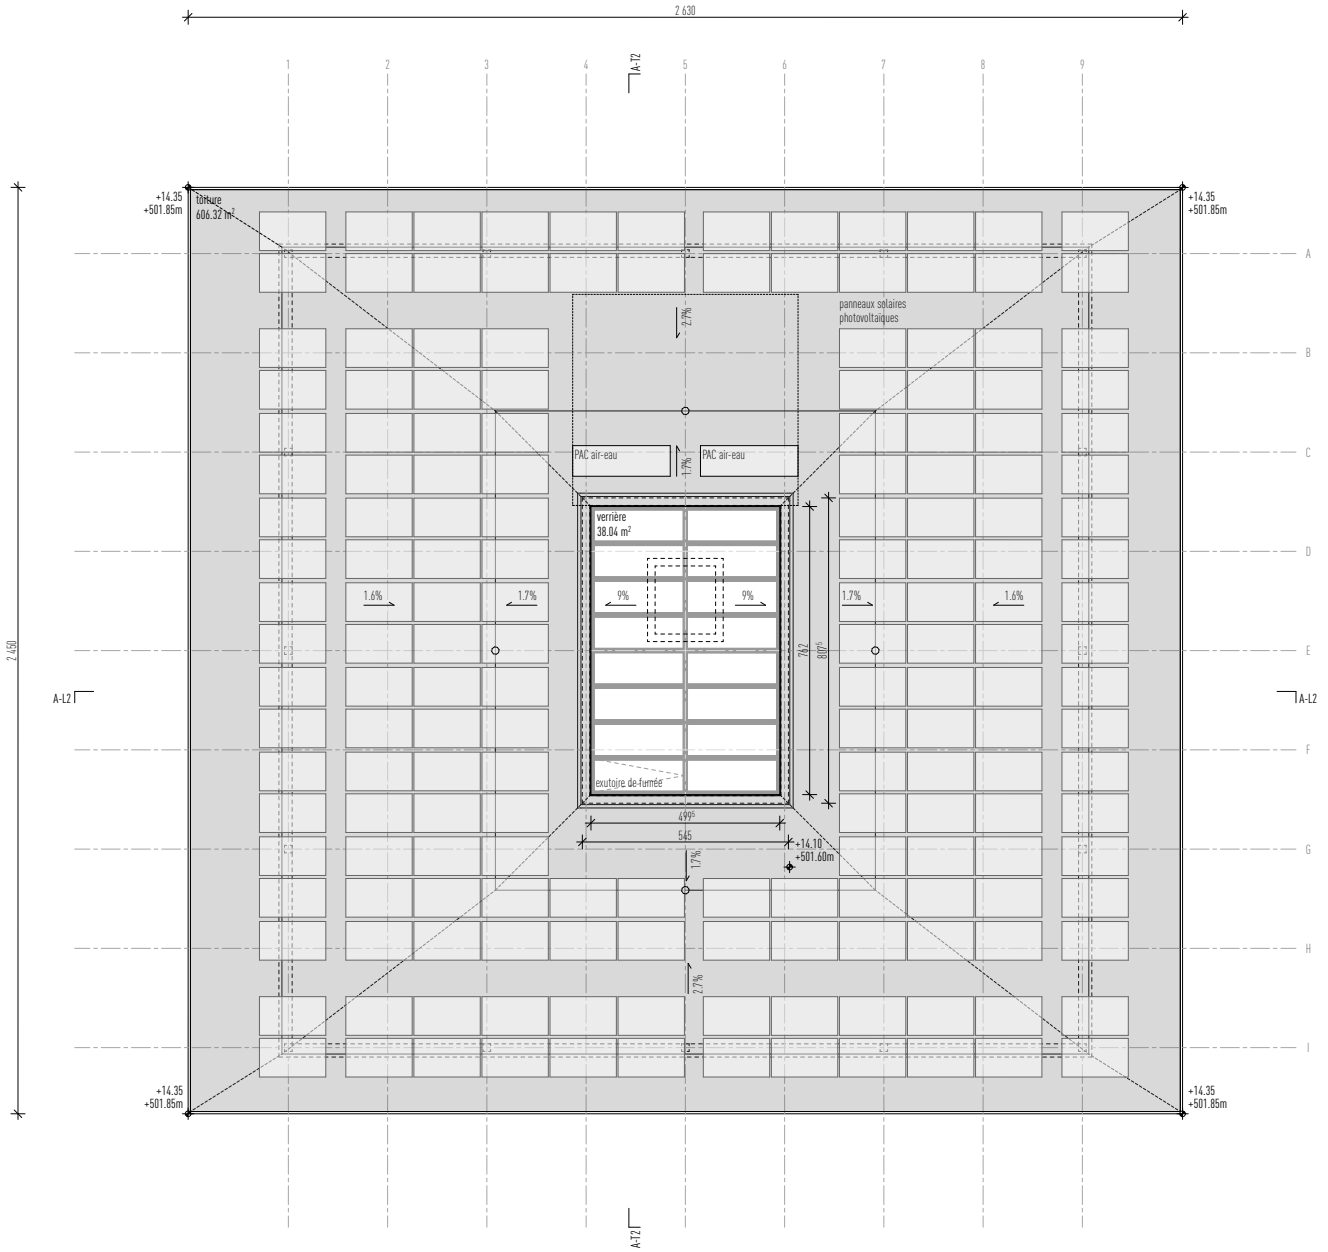 2 630
A-T2
1
2
3
4
5
6
7
8
9
+14.35
+501.85m
toiture
606.32 m²
+14.35
+501.85m
A
panneaux solaires
photovoltaïques
2.7%
B
PAC air-eau
1.7%
PAC air-eau
C
verrière
38.04 m²
D
1.6%
1.7%
9%
9%
1.7%
1.6%
2 450
762
807⁵
E
A-L2
A-L2
F
exutoire de fumée
499⁵
545
+14.10
+501.60m
1.7%
G
H
2.7%
I
+14.35
+501.85m
+14.35
+501.85m
A-T2